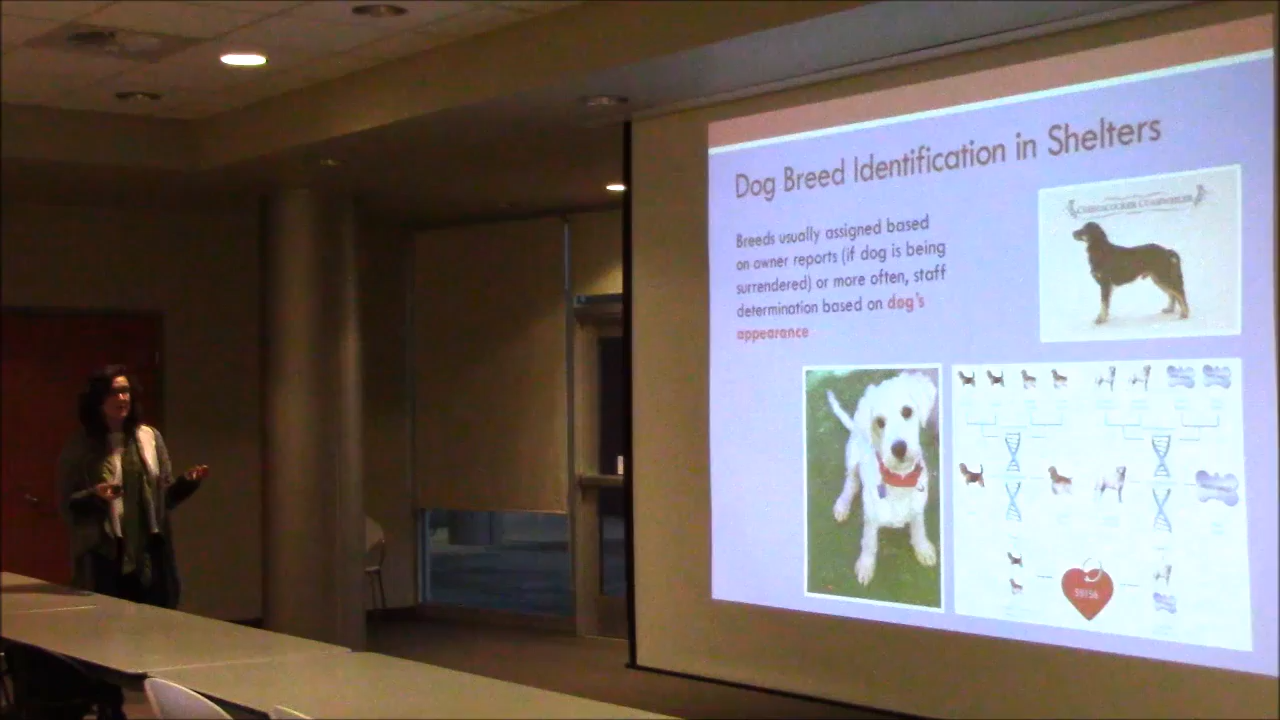 Dog Breed Identification in Shelters
Breeds usually assigned based
on owner reports (if dog is being
surrendered) or more often, staff
determination based on dog's
appearance